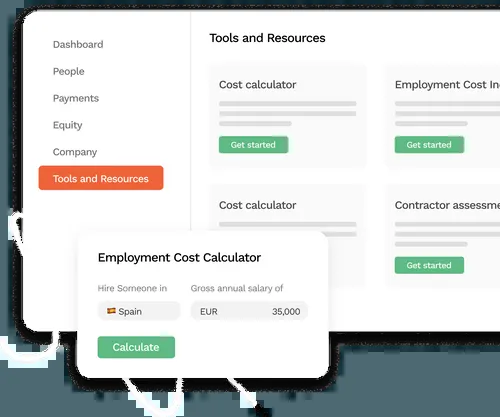 Dashboard
People
Payments
Equity
Company
Tools and Resources
Tools and Resources
Cost calculator
Get started
Employment Cost In
Get started
Cost calculator
Contractor assessme
Get started
Employment Cost Calculator
Hire Someone in
Gross annual salary of
Spain
EUR 35,000
Calculate